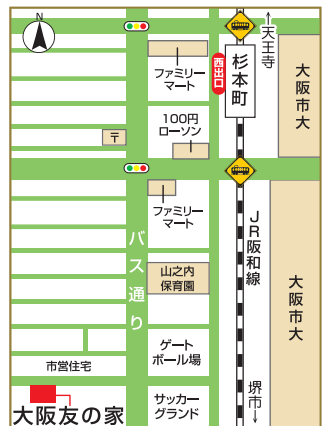 N
↑天王寺
ファミリー
マート
西出口
杉本町
大阪市大
100円
ローソン
〒
ファミリー
マート
バス通り
JR阪和線
山之内
保育園
大阪市大
ゲート
ボール場
市営住宅
大阪友の家
サッカー
グランド
堺市↓